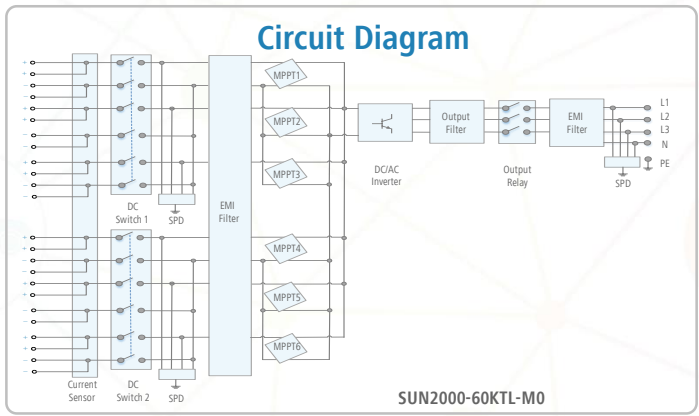 Circuit Diagram
+
+
−
−
+
+
−
−
+
+
−
−
+
+
−
−
+
+
−
−
+
+
−
−
MPPT1
MPPT2
MPPT3
MPPT4
MPPT5
MPPT6
DC
Switch 1
SPD
EMI
Filter
Current
Sensor
DC
Switch 2
SPD
DC/AC
Inverter
Output
Filter
Output
Relay
EMI
Filter
SPD
L1
L2
L3
N
PE
SUN2000-60KTL-M0